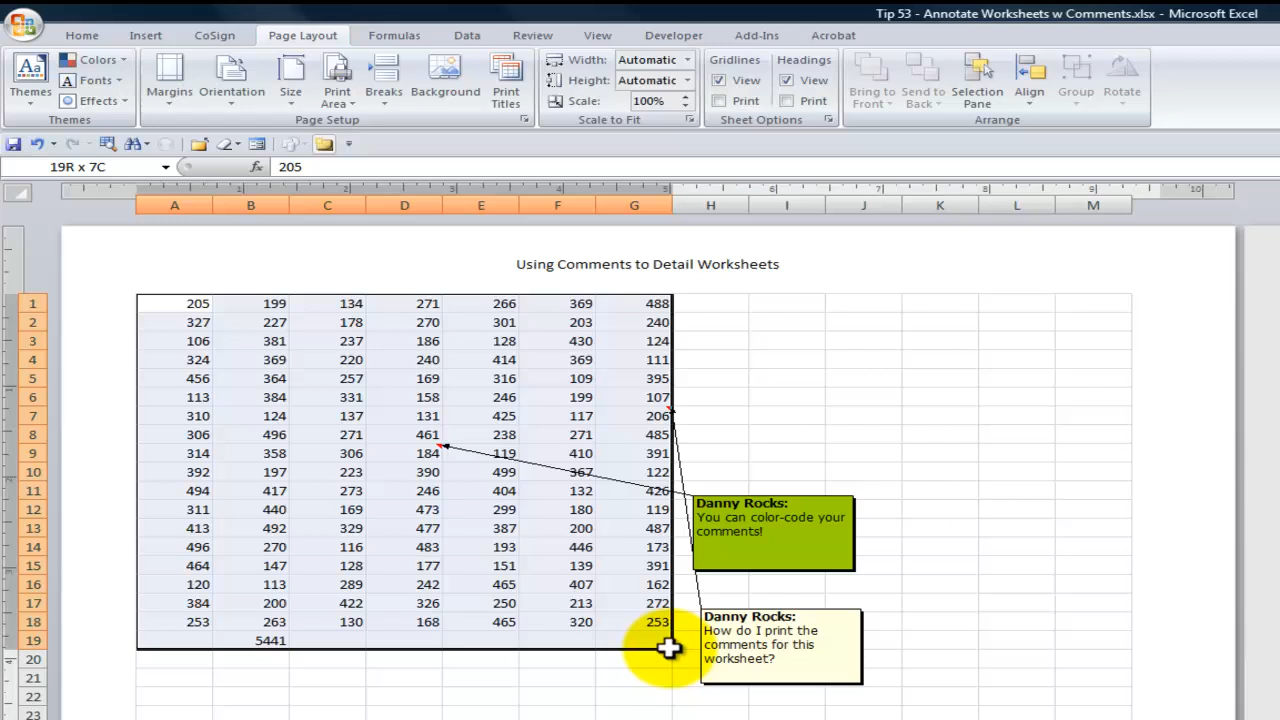 Tip 53 - Annotate Worksheets w Comments.xlsx - Microsoft Excel
Home Insert CoSign Page Layout Formulas Data Review View Developer Add-Ins Acrobat
Themes
Colors
Fonts
Effects
Themes
Margins Orientation Size Print Area Breaks Background Print Titles
Page Setup
Width: Automatic
Height: Automatic
Scale: 100%
Scale to Fit
Gridlines Headings
View View
Print Print
Sheet Options
Bring to Front Send to Back Selection Pane Align Group Rotate
Arrange
19R x 7C fx 205
1 2 3 4 5 6 7 8 9 10
A B C D E F G H I J K L M
Using Comments to Detail Worksheets
1 205 199 134 271 266 369 488
2 327 227 178 270 301 203 240
3 106 381 237 186 128 430 124
4 324 369 220 240 414 369 111
5 456 364 257 169 316 109 395
6 113 384 331 158 246 199 107
7 310 124 137 131 425 117 206
8 306 496 271 461 238 271 485
9 314 358 306 184 119 410 391
10 392 197 223 390 499 367 122
11 494 417 273 246 404 132 426
12 311 440 169 473 299 180 119
13 413 492 329 477 387 200 487
14 496 270 116 483 193 446 173
15 464 147 128 177 151 139 391
16 120 113 289 242 465 407 162
17 384 200 422 326 250 213 272
18 253 263 130 168 465 320 253
19 5441
20
21
22
23
Danny Rocks:
You can color-code your
comments!
Danny Rocks:
How do I print the
comments for this
worksheet?